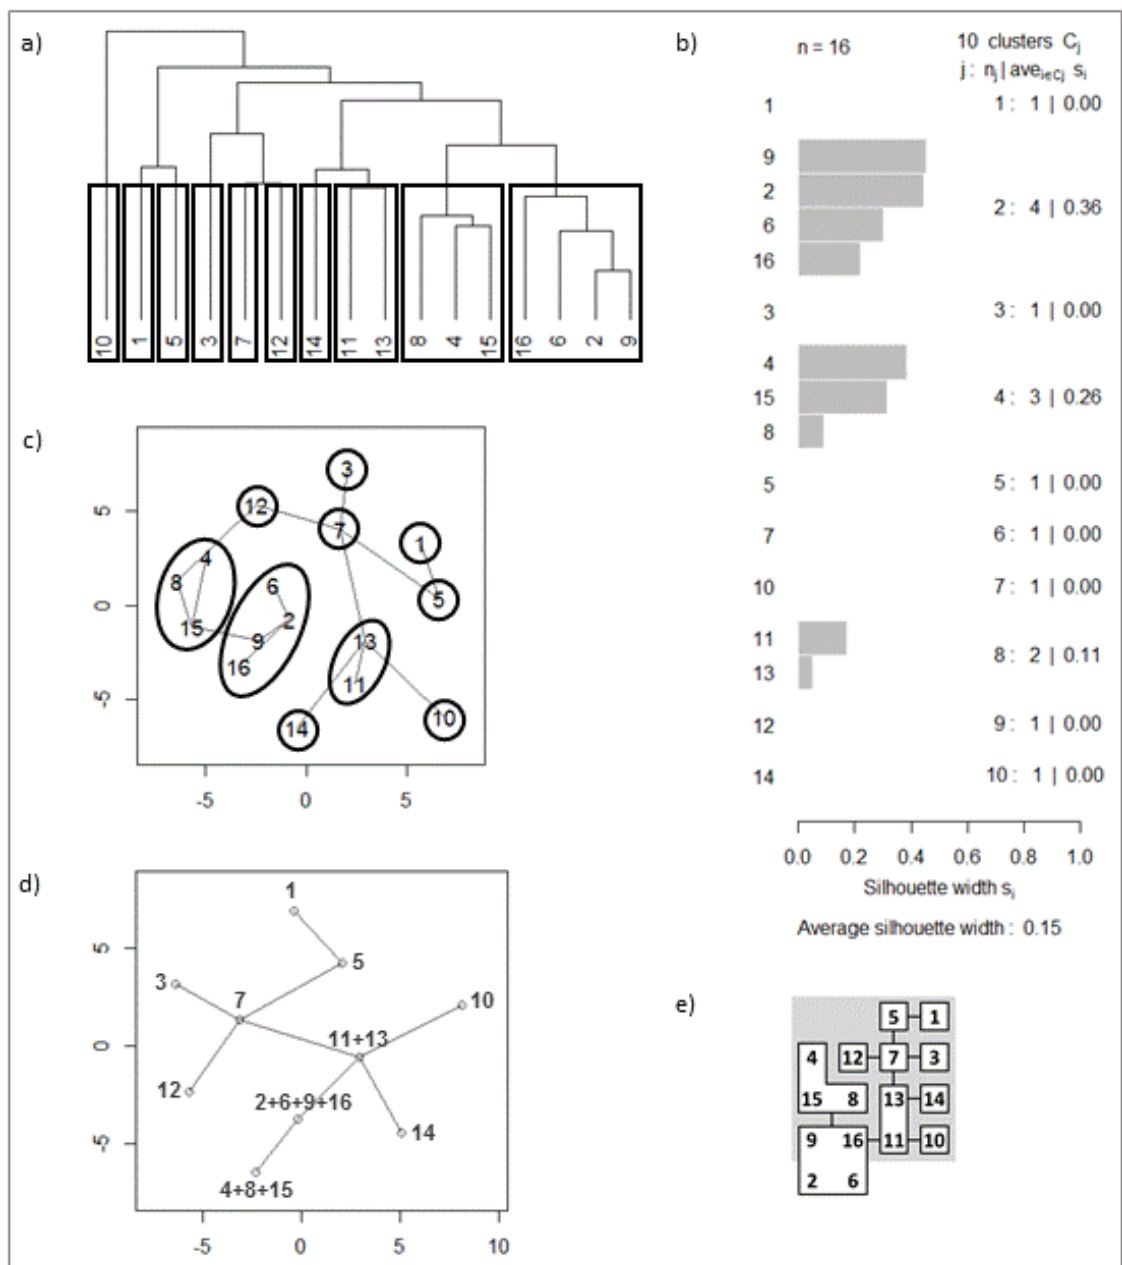 a)
10 1 5 3 7 12 14 11 13 8 4 15 16 6 2 9
b)
n = 16
10 clusters Cj
j : nj | avei∈Cj si
1
1 : 1 | 0.00
9
2
2 : 4 | 0.36
6
16
3
3 : 1 | 0.00
4
15
4 : 3 | 0.26
8
5
5 : 1 | 0.00
7
6 : 1 | 0.00
10
7 : 1 | 0.00
11
8 : 2 | 0.11
13
12
9 : 1 | 0.00
14
10 : 1 | 0.00
0.0 0.2 0.4 0.6 0.8 1.0
Silhouette width si
Average silhouette width : 0.15
c)
5
0
-5
3
12
7
1
4
8
6
5
15
2
9
13
16
11
14
10
-5 0 5
d)
5
0
-5
1
5
3
7
10
11+13
12
2+6+9+16
14
4+8+15
-5 0 5 10
e)
5 1
4 12 7 3
15 8 13 14
9 16 11 10
2 6